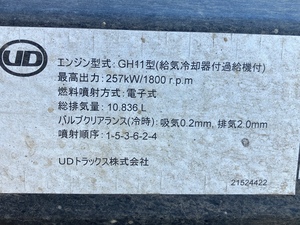 UD
エンジン型式:GH11型(給気冷却器付過給機付)
最高出力:257kW/1800 r.p.m
燃料噴射方式:電子式
総排気量:10.836 L
バルブクリアランス(冷時):吸気0.2mm, 排気2.0mm
噴射順序:1-5-3-6-2-4
UDトラックス株式会社
21524422